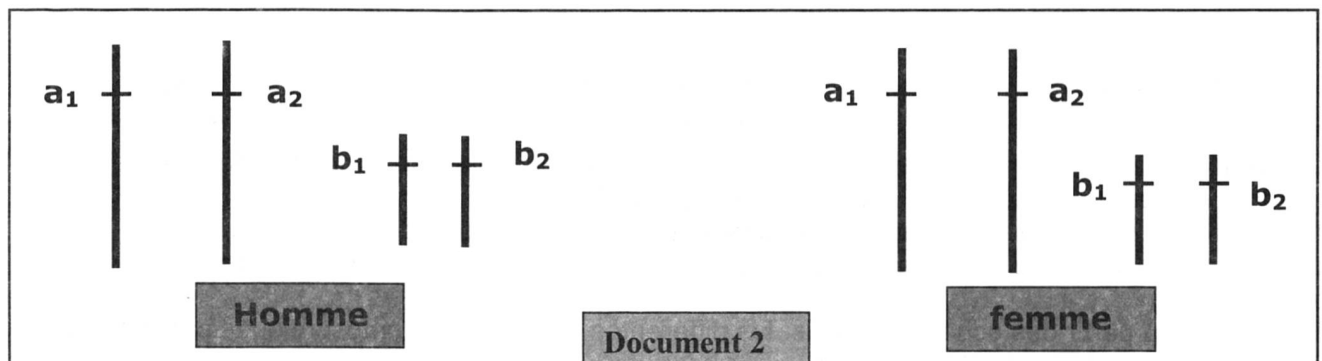 a₁ a₂ a₁ a₂
b₁ b₂ b₁ b₂
Homme femme
Document 2